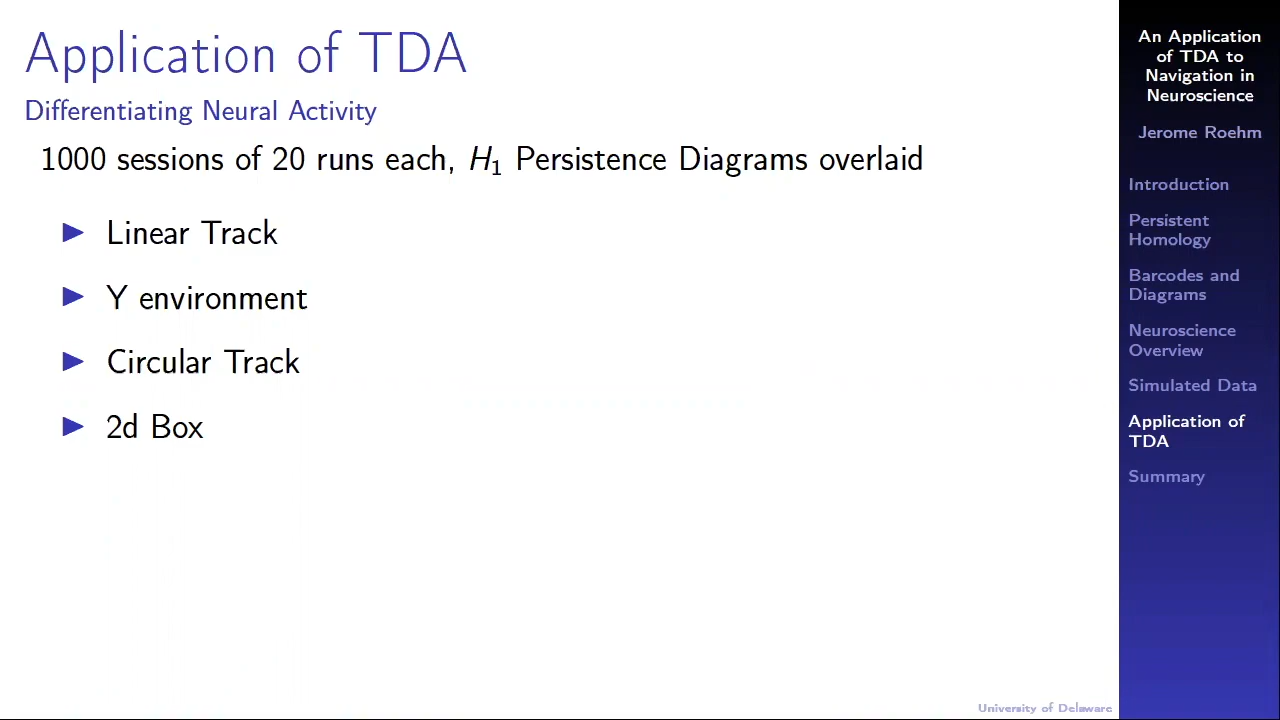 Application of TDA
Differentiating Neural Activity
1000 sessions of 20 runs each, H1 Persistence Diagrams overlaid
▶ Linear Track
▶ Y environment
▶ Circular Track
▶ 2d Box
An Application
of TDA to
Navigation in
Neuroscience
Jerome Roehm
Introduction
Persistent
Homology
Barcodes and
Diagrams
Neuroscience
Overview
Simulated Data
Application of
TDA
Summary
University of Delaware